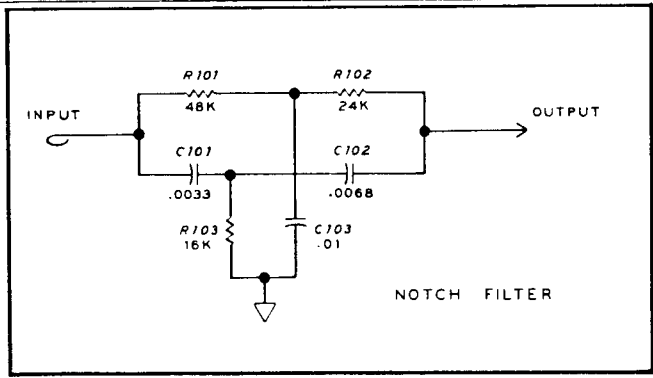 R101
48K
R102
24K
INPUT
OUTPUT
C101
.0033
C102
.0068
R103
16K
C103
.01
NOTCH FILTER